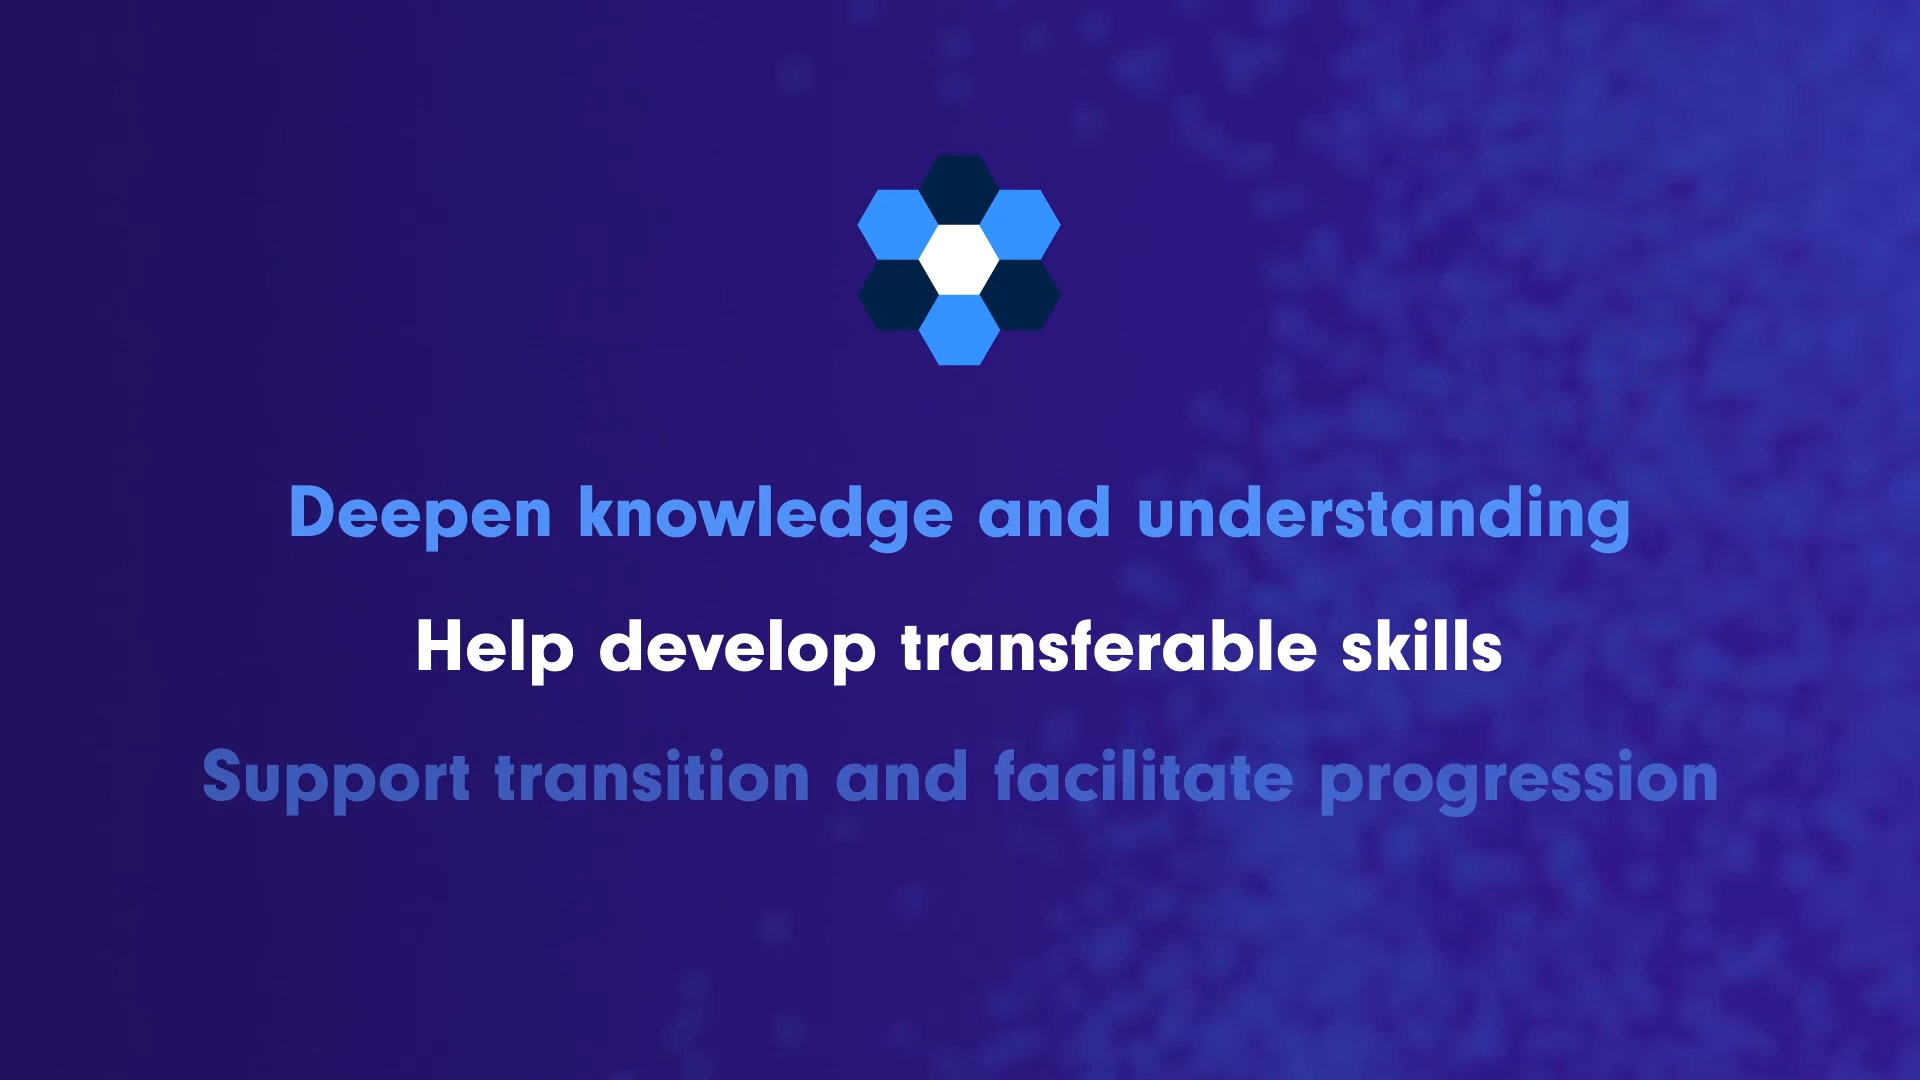 Deepen knowledge and understanding
Help develop transferable skills
Support transition and facilitate progression